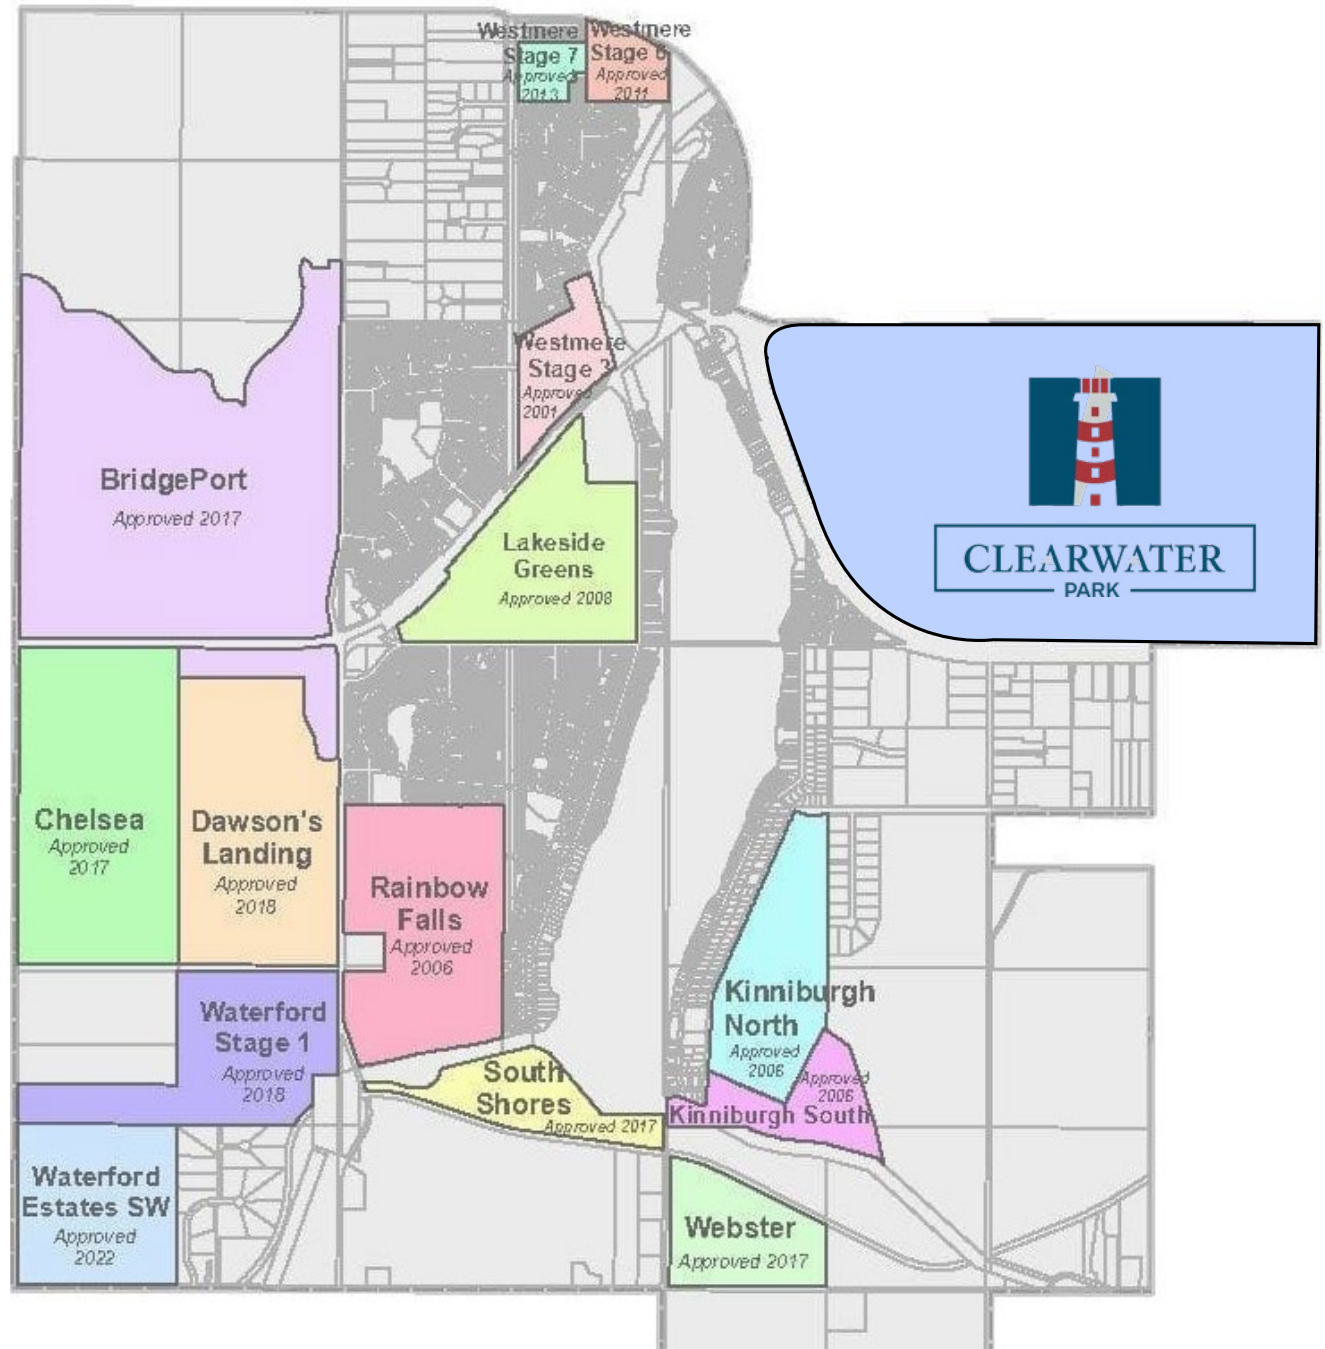 Westmere
Stage 7
Approved
2013
Westmere
Stage 6
Approved
2011
Westmere
Stage 3
Approved
2001
CLEARWATER
PARK
BridgePort
Approved 2017
Lakeside
Greens
Approved 2008
Chelsea
Approved
2017
Dawson's
Landing
Approved
2018
Rainbow
Falls
Approved
2006
Kinniburgh
North
Approved
2006
Waterford
Stage 1
Approved
2018
South
Shores
Approved 2017
Approved
2006
Kinniburgh South
Waterford
Estates SW
Approved
2022
Webster
Approved 2017